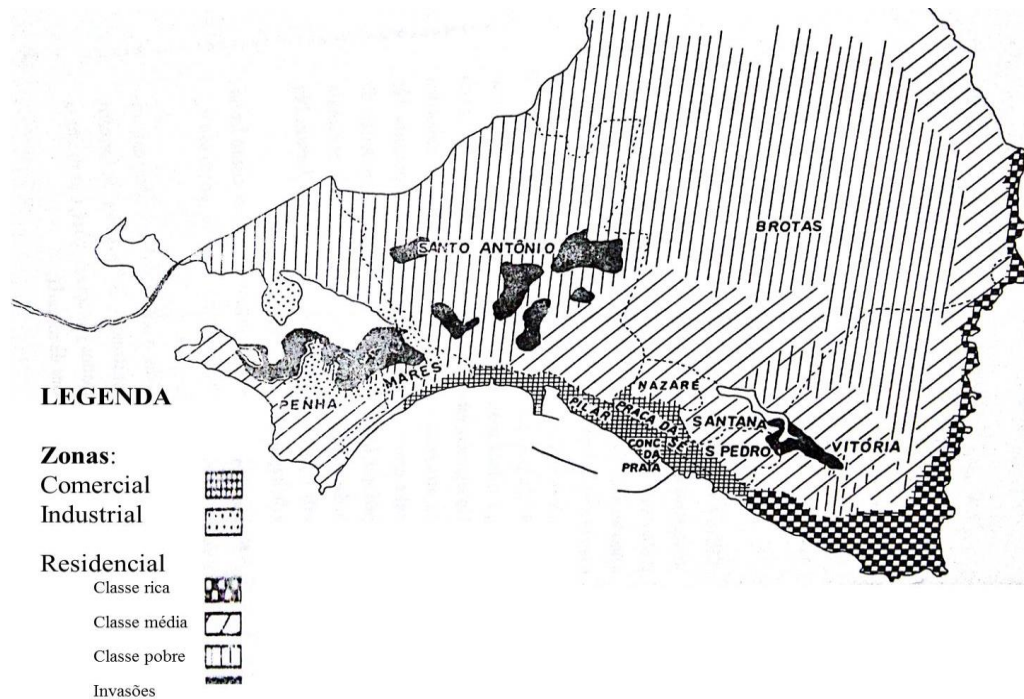 SANTO ANTÔNIO
BROTAS
MARES
PENHA
NAZARÉ
PILAR
PRAÇA DA SÉ
SANTANA
S PEDRO
VITÓRIA
CONC
DA
PRAIA
LEGENDA
Zonas:
Comercial
Industrial
Residencial
Classe rica
Classe média
Classe pobre
Invasões